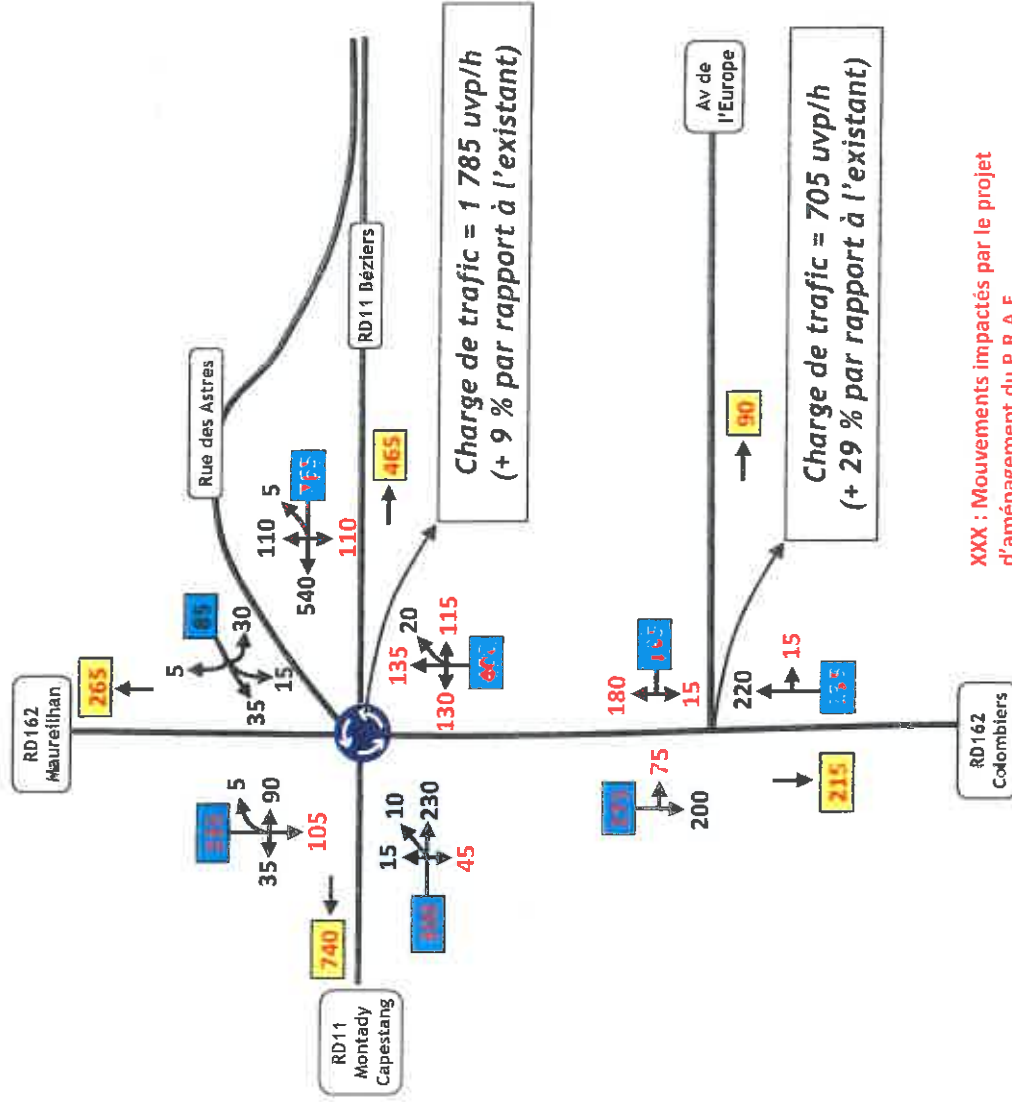 RD162
Maureilhan
265
Rue des Astres
85
5
30
35
15
5
35
90
105
110
5
540
110
RD11 Béziers
465
740
RD11
Montady
Capestang
15
10
230
45
135
20
130
115
Charge de trafic = 1 785 uvp/h
(+ 9 % par rapport à l'existant)
Av de
l'Europe
90
180
15
75
200
220
15
215
Charge de trafic = 705 uvp/h
(+ 29 % par rapport à l'existant)
RD162
Colombiers
XXX : Mouvements impactés par le projet
d'aménagement du P.R.A.E.